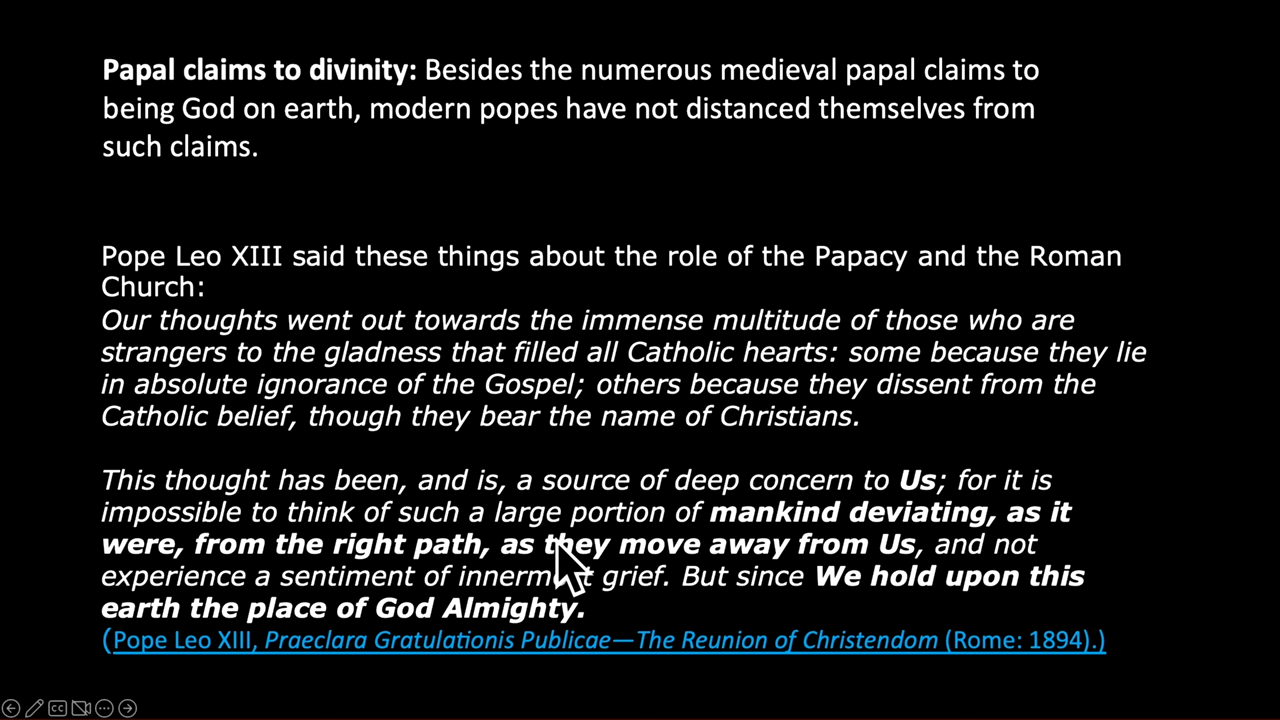 Papal claims to divinity: Besides the numerous medieval papal claims to
being God on earth, modern popes have not distanced themselves from
such claims.
Pope Leo XIII said these things about the role of the Papacy and the Roman
Church:
Our thoughts went out towards the immense multitude of those who are
strangers to the gladness that filled all Catholic hearts: some because they lie
in absolute ignorance of the Gospel; others because they dissent from the
Catholic belief, though they bear the name of Christians.
This thought has been, and is, a source of deep concern to Us; for it is
impossible to think of such a large portion of mankind deviating, as it
were, from the right path, as they move away from Us, and not
experience a sentiment of innermost grief. But since We hold upon this
earth the place of God Almighty.
(Pope Leo XIII, Praeclara Gratulationis Publicae—The Reunion of Christendom (Rome: 1894).)
CC